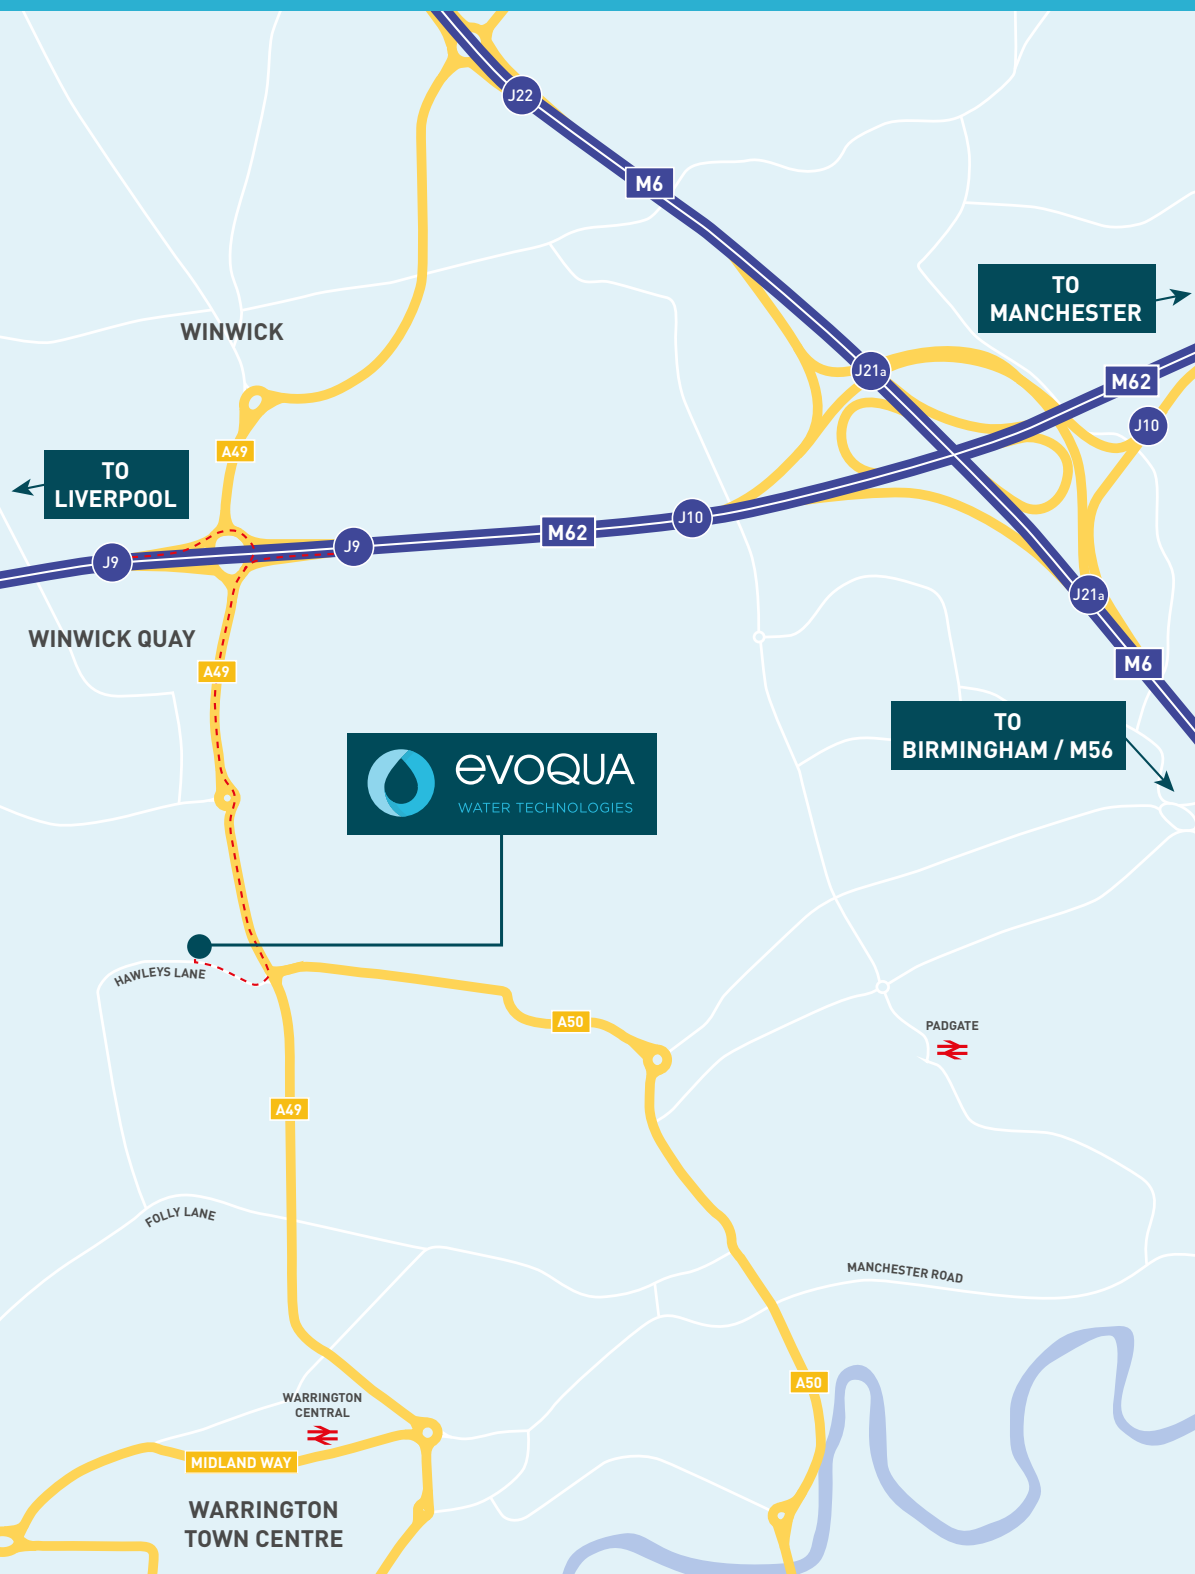 J22
M6
TO
MANCHESTER
WINWICK
J21a
M62
J10
A49
TO
LIVERPOOL
J10
M62
J9
J9
J21a
WINWICK QUAY
M6
A49
TO
BIRMINGHAM / M56
evoQUA
WATER TECHNOLOGIES
HAWLEYS LANE
A50
PADGATE
A49
FOLLY LANE
MANCHESTER ROAD
A50
WARRINGTON
CENTRAL
MIDLAND WAY
WARRINGTON
TOWN CENTRE